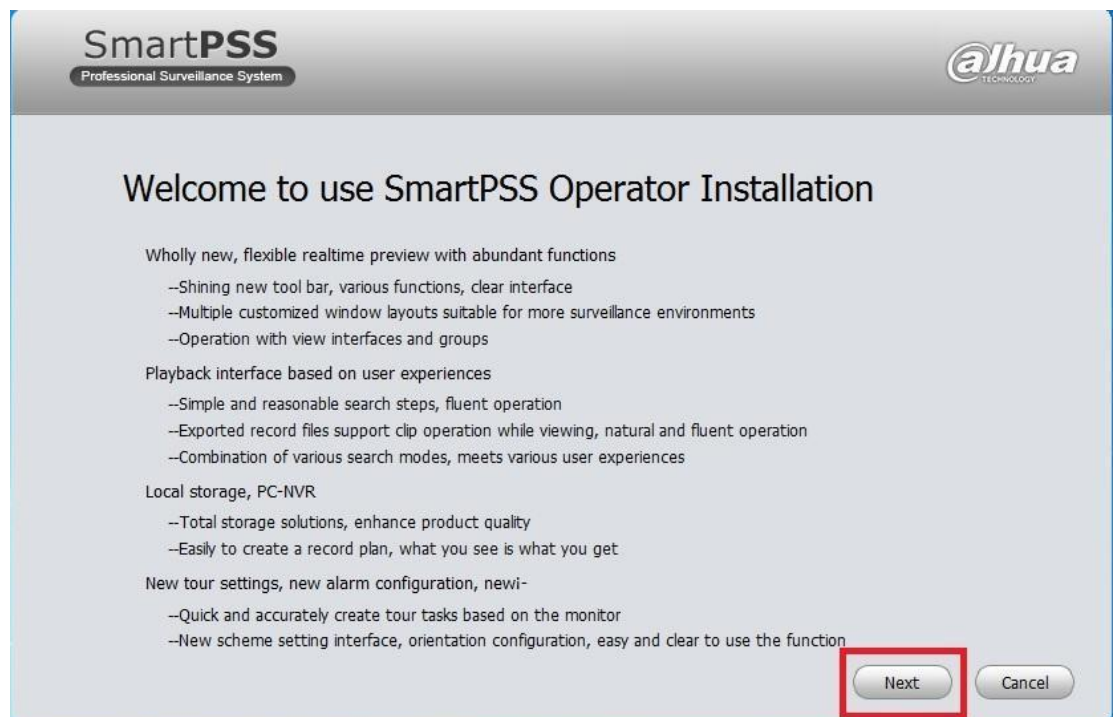 SmartPSS
Professional Surveillance System
alhua
TECHNOLOGY
Welcome to use SmartPSS Operator Installation
Wholly new, flexible realtime preview with abundant functions
--Shining new tool bar, various functions, clear interface
--Multiple customized window layouts suitable for more surveillance environments
--Operation with view interfaces and groups
Playback interface based on user experiences
--Simple and reasonable search steps, fluent operation
--Exported record files support clip operation while viewing, natural and fluent operation
--Combination of various search modes, meets various user experiences
Local storage, PC-NVR
--Total storage solutions, enhance product quality
--Easily to create a record plan, what you see is what you get
New tour settings, new alarm configuration, newi-
--Quick and accurately create tour tasks based on the monitor
--New scheme setting interface, orientation configuration, easy and clear to use the function
Next
Cancel